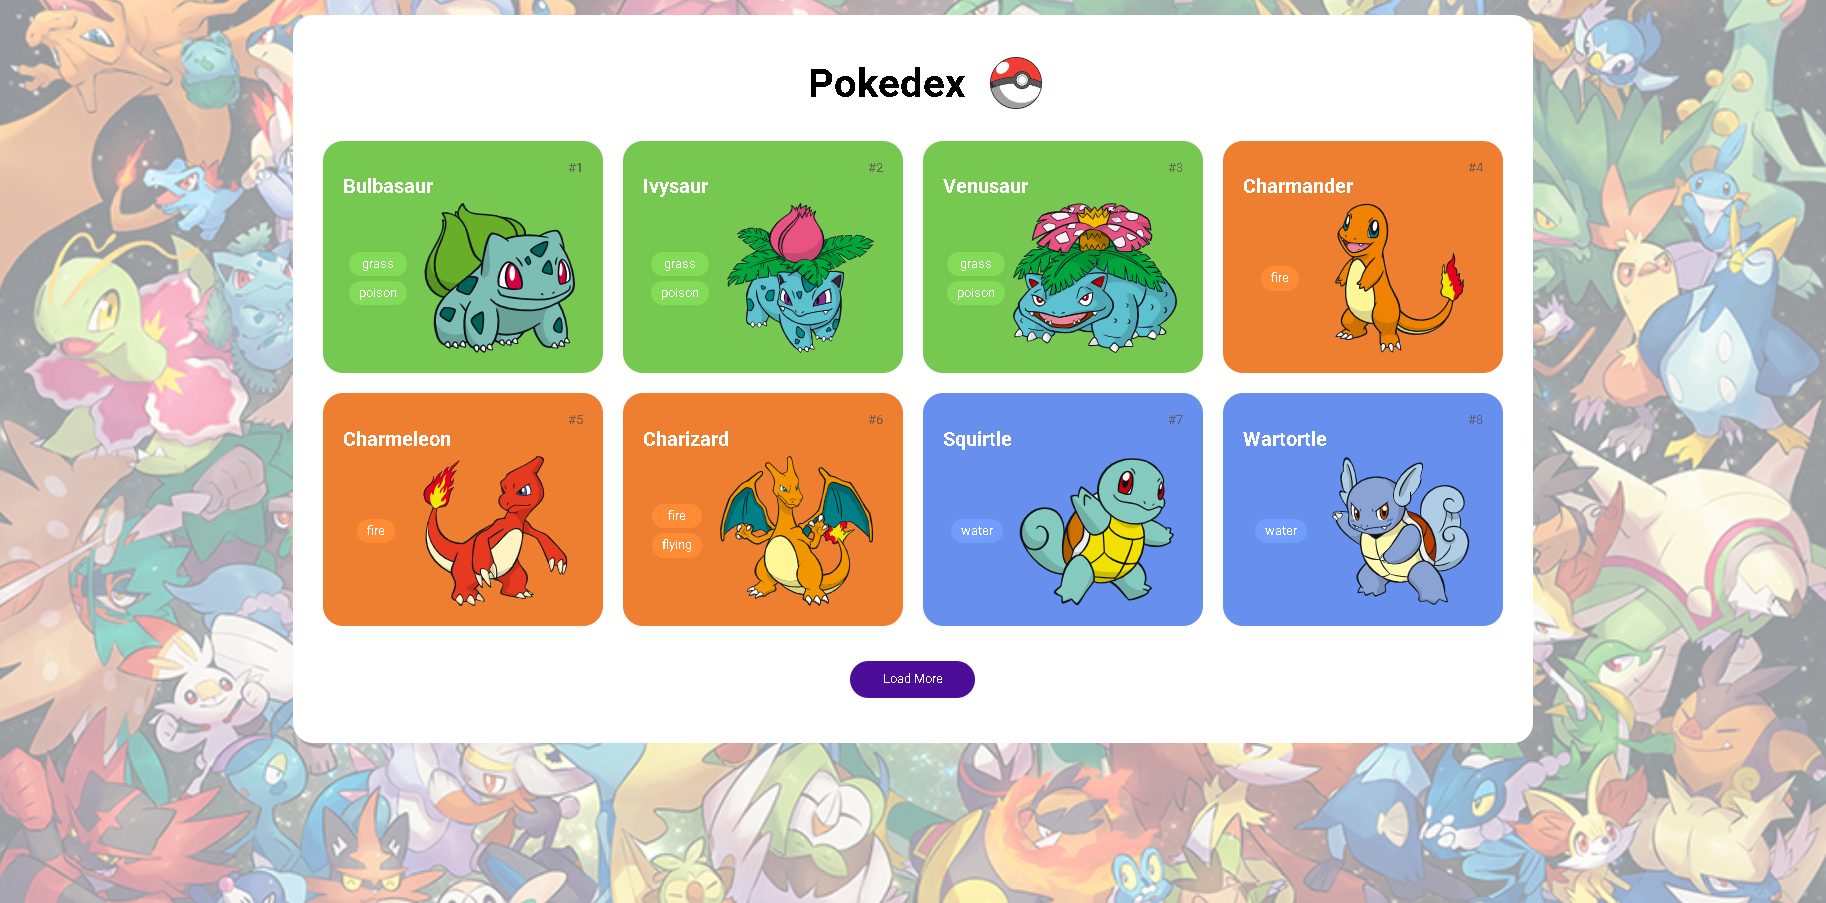 Pokedex
#1
Bulbasaur
grass
poison
#2
Ivysaur
grass
poison
#3
Venusaur
grass
poison
#4
Charmander
fire
#5
Charmeleon
fire
#6
Charizard
fire
flying
#7
Squirtle
water
#8
Wartortle
water
Load More